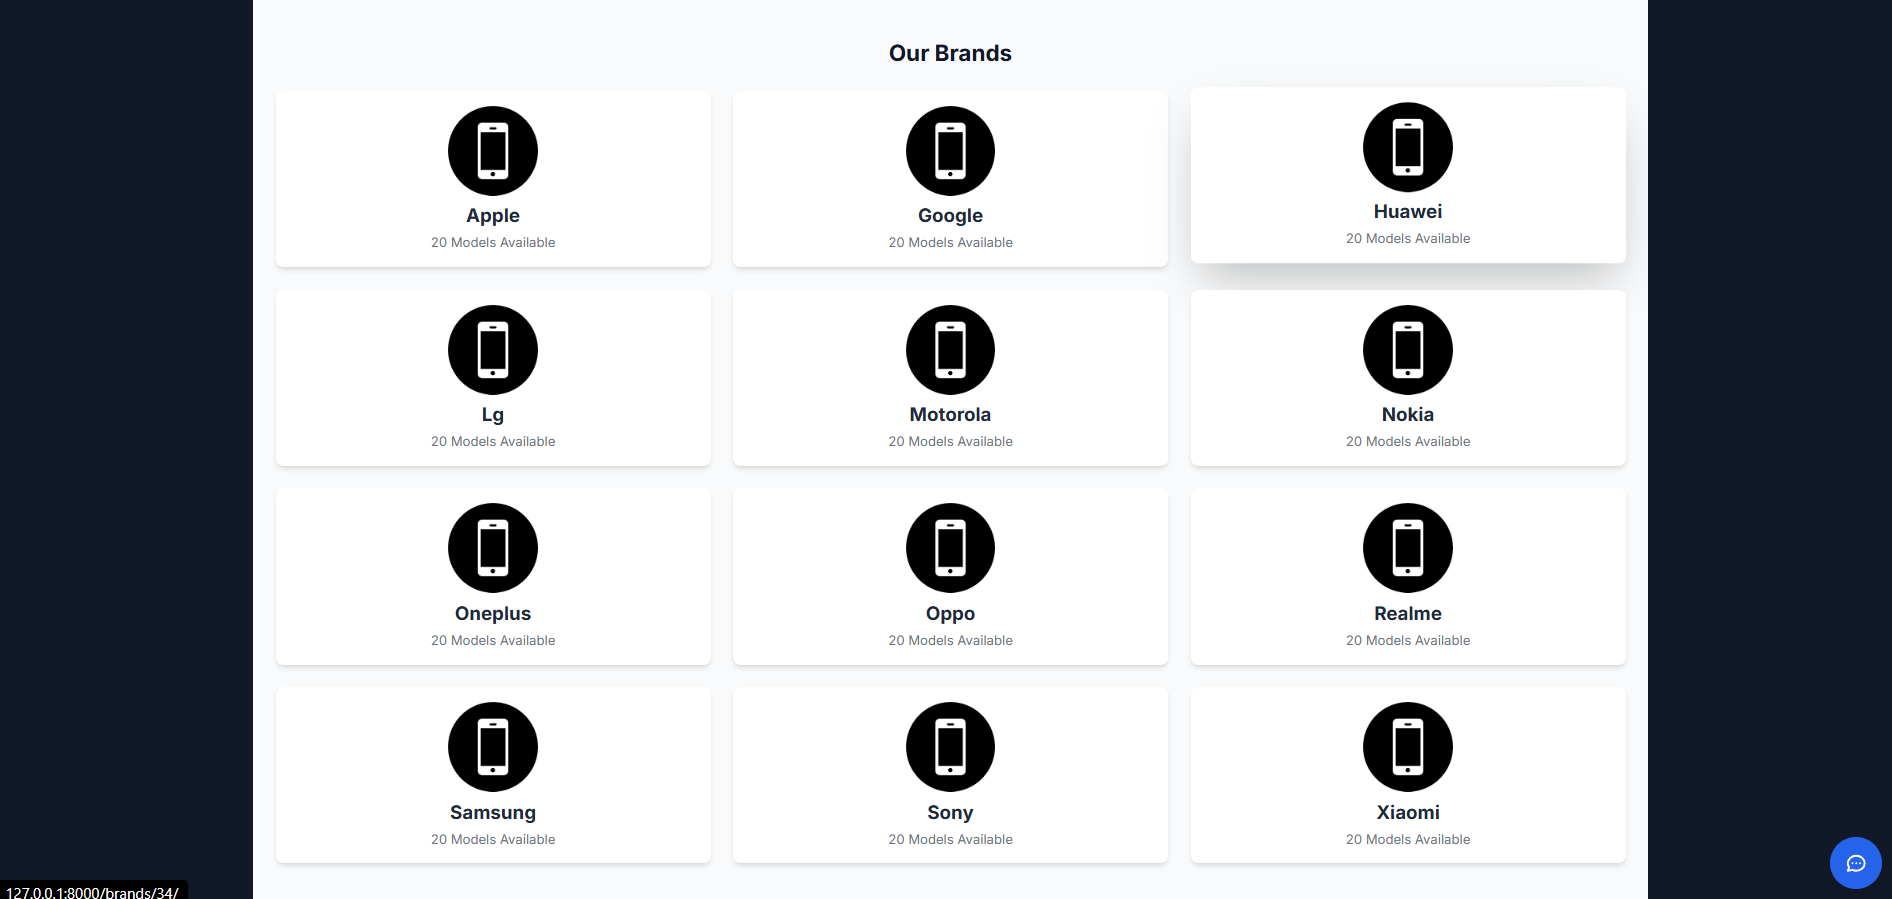 Our Brands
Apple
20 Models Available
Google
20 Models Available
Huawei
20 Models Available
Lg
20 Models Available
Motorola
20 Models Available
Nokia
20 Models Available
Oneplus
20 Models Available
Oppo
20 Models Available
Realme
20 Models Available
Samsung
20 Models Available
Sony
20 Models Available
Xiaomi
20 Models Available
127.0.0.1:8000/brands/34/